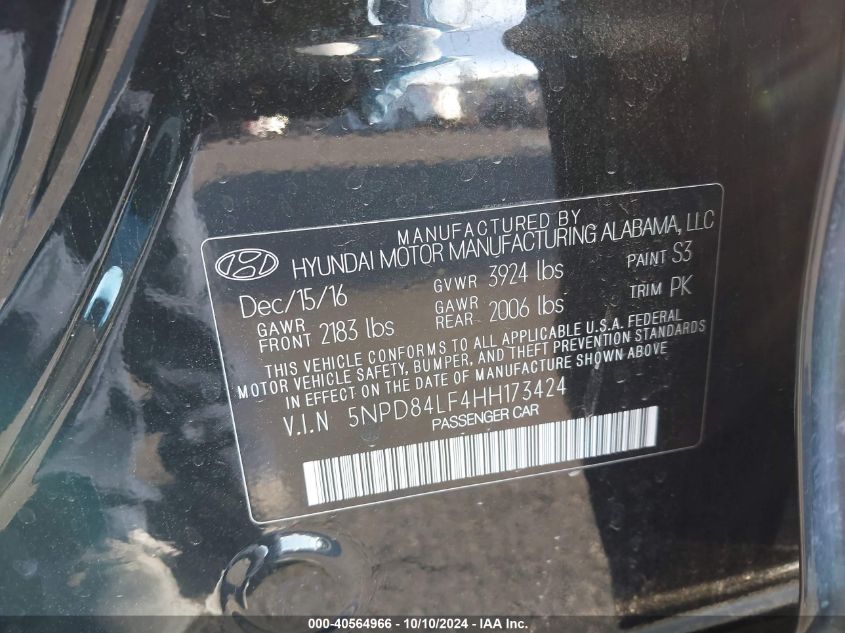 MANUFACTURED BY
HYUNDAI MOTOR MANUFACTURING ALABAMA, LLC
Dec/15/16 GVWR 3924 lbs PAINT S3
GAWR FRONT 2183 lbs GAWR REAR 2006 lbs TRIM PK
THIS VEHICLE CONFORMS TO ALL APPLICABLE U.S.A. FEDERAL
MOTOR VEHICLE SAFETY, BUMPER, AND THEFT PREVENTION STANDARDS
IN EFFECT ON THE DATE OF MANUFACTURE SHOWN ABOVE
V.I.N 5NPD84LF4HH173424
PASSENGER CAR
000-40564966 - 10/10/2024 - IAAI Inc.